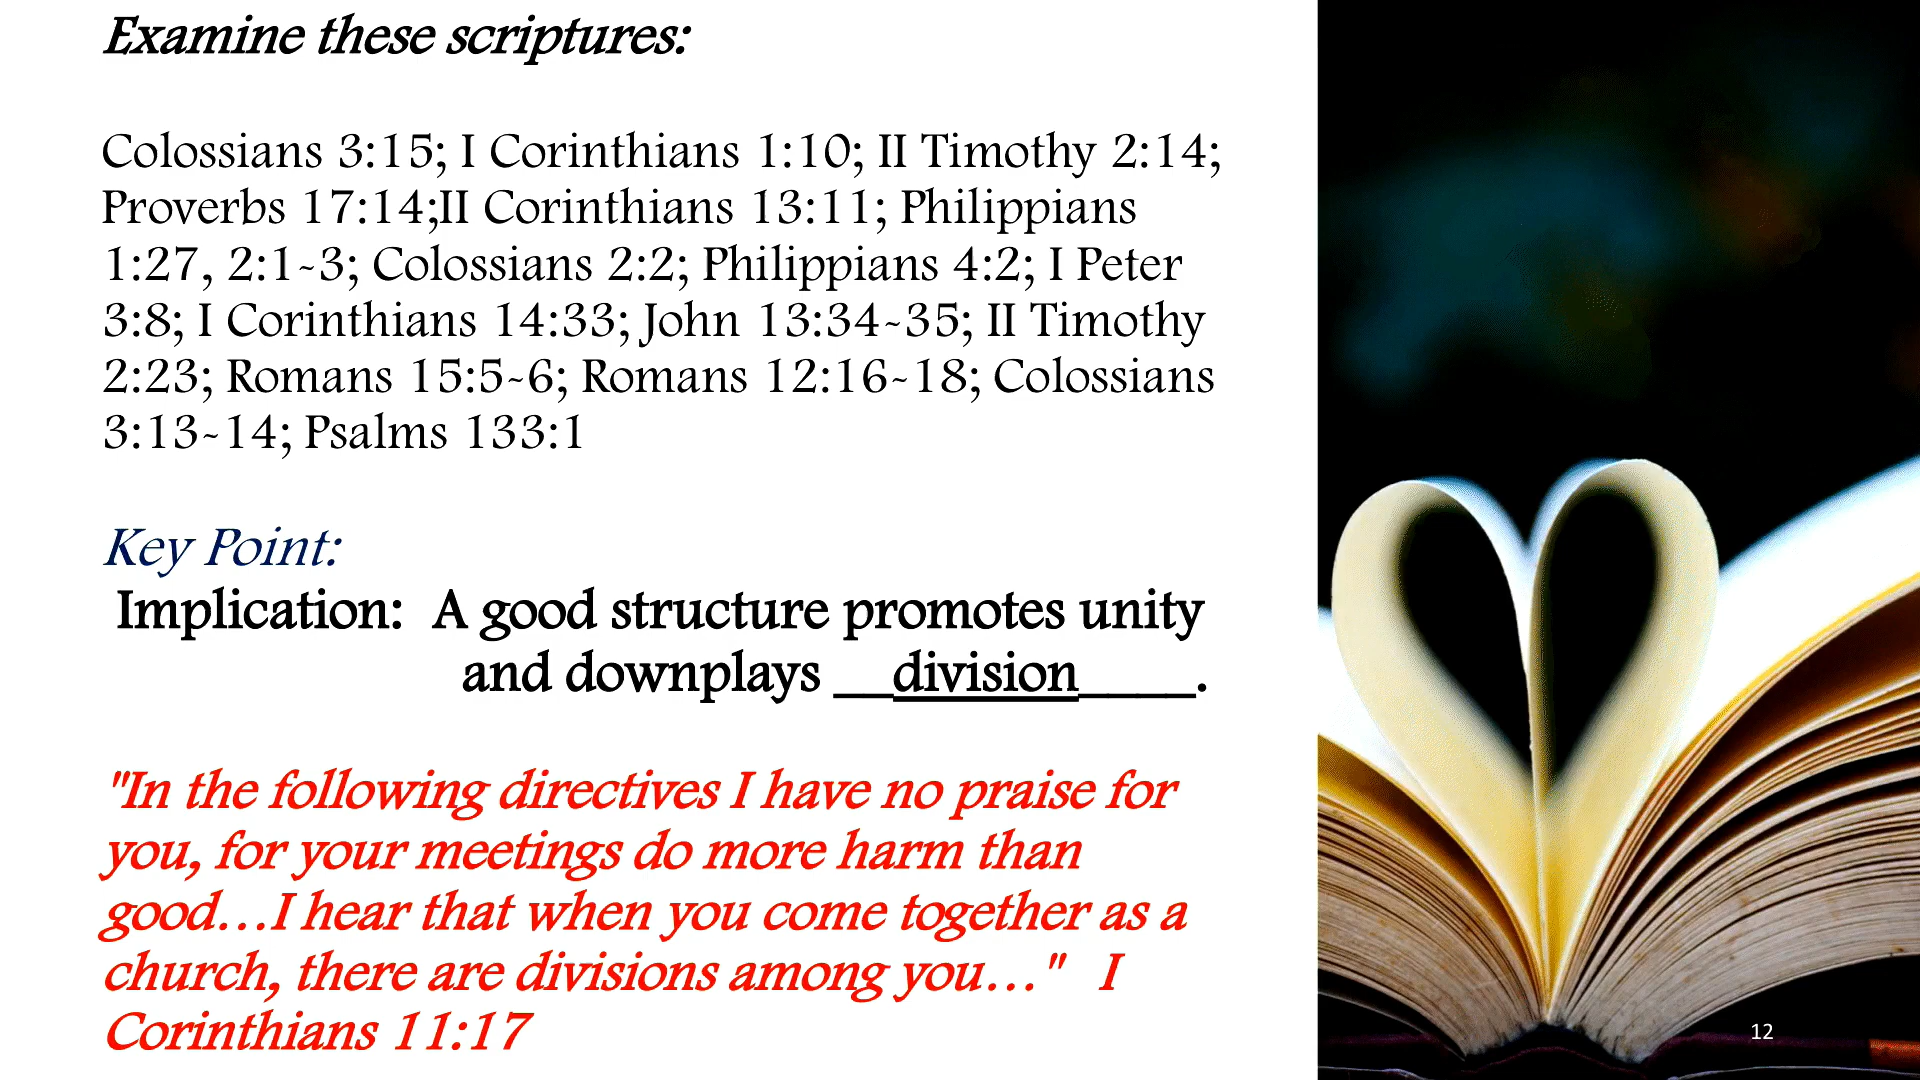 Examine these scriptures:
Colossians 3:15; I Corinthians 1:10; II Timothy 2:14;
Proverbs 17:14;II Corinthians 13:11; Philippians
1:27, 2:1-3; Colossians 2:2; Philippians 4:2; I Peter
3:8; I Corinthians 14:33; John 13:34-35; II Timothy
2:23; Romans 15:5-6; Romans 12:16-18; Colossians
3:13-14; Psalms 133:1
Key Point:
Implication: A good structure promotes unity
and downplays __division____.
"In the following directives I have no praise for
you, for your meetings do more harm than
good…I hear that when you come together as a
church, there are divisions among you…" I
Corinthians 11:17
12